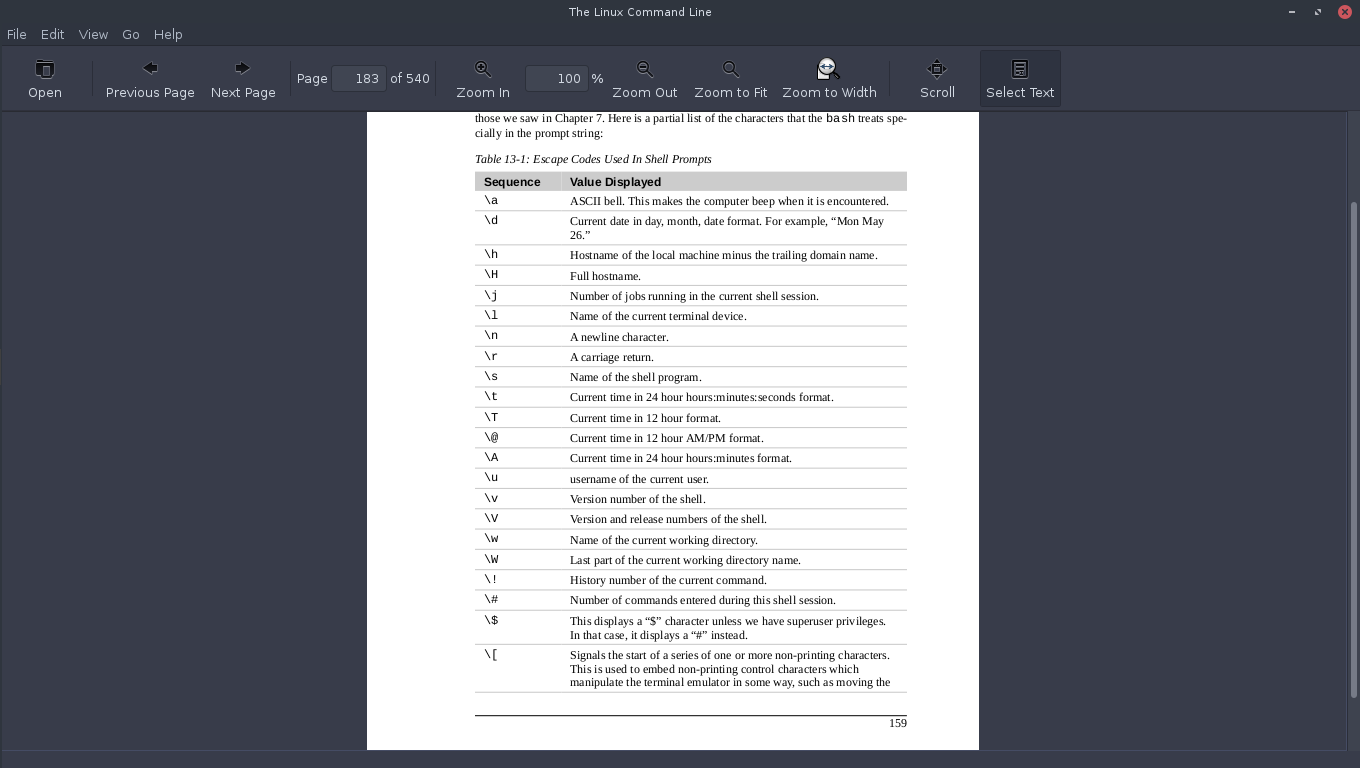 The Linux Command Line
File Edit View Go Help
Open Previous Page Next Page Page 183 of 540 Zoom In 100 % Zoom Out Zoom to Fit Zoom to Width Scroll Select Text
those we saw in Chapter 7. Here is a partial list of the characters that the bash treats spe-
cially in the prompt string:
Table 13-1: Escape Codes Used In Shell Prompts
Sequence Value Displayed
\a ASCII bell. This makes the computer beep when it is encountered.
\d Current date in day, month, date format. For example, “Mon May
26.”
\h Hostname of the local machine minus the trailing domain name.
\H Full hostname.
\j Number of jobs running in the current shell session.
\l Name of the current terminal device.
\n A newline character.
\r A carriage return.
\s Name of the shell program.
\t Current time in 24 hour hours:minutes:seconds format.
\T Current time in 12 hour format.
\@ Current time in 12 hour AM/PM format.
\A Current time in 24 hour hours:minutes format.
\u username of the current user.
\v Version number of the shell.
\V Version and release numbers of the shell.
\w Name of the current working directory.
\W Last part of the current working directory name.
\! History number of the current command.
\# Number of commands entered during this shell session.
\$ This displays a “$” character unless we have superuser privileges.
In that case, it displays a “#” instead.
\[ Signals the start of a series of one or more non-printing characters.
This is used to embed non-printing control characters which
manipulate the terminal emulator in some way, such as moving the
159